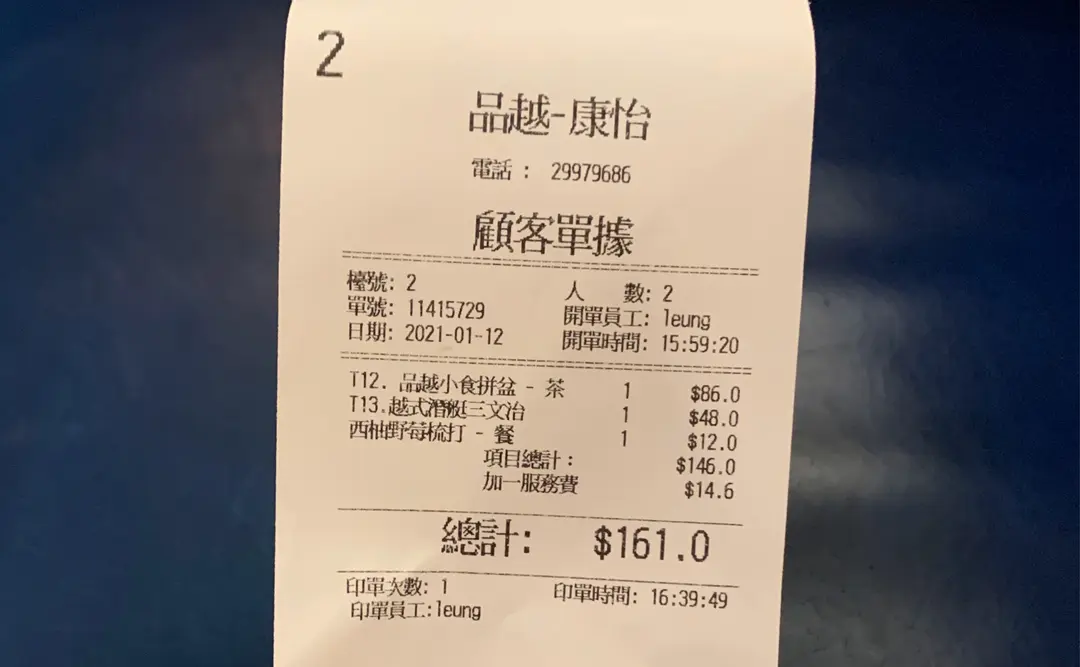 2
品越-康怡
電話： 29979686
顧客單據
檯號: 2 人 數: 2
單號: 11415729 開單員工: leung
日期: 2021-01-12 開單時間: 15:59:20
T12. 品越小食拼盆 - 茶 1 $86.0
T13.越式潛艇三文治 1 $48.0
西柚野莓梳打 - 餐 1 $12.0
項目總計： $146.0
加一服務費 $14.6
總計: $161.0
印單次數: 1 印單時間: 16:39:49
印單員工:leung